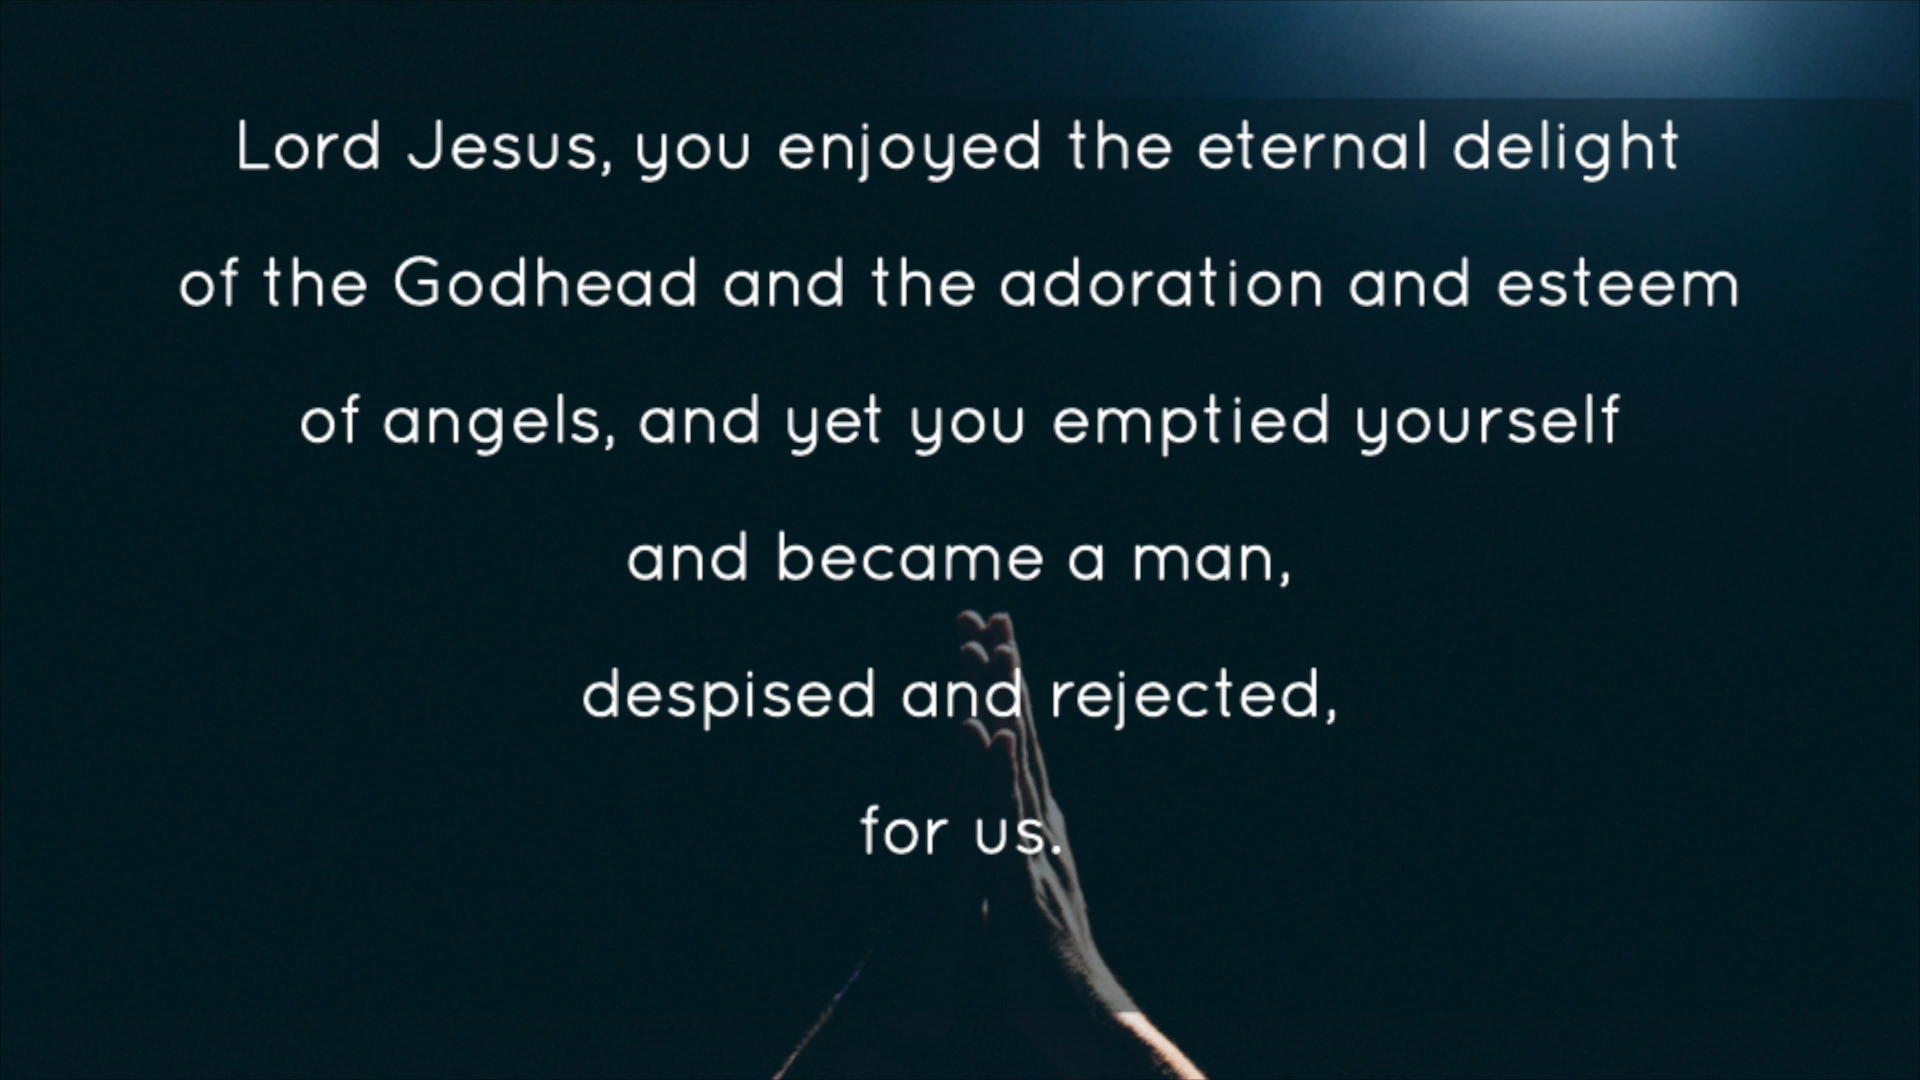 Lord Jesus, you enjoyed the eternal delight
of the Godhead and the adoration and esteem
of angels, and yet you emptied yourself
and became a man,
despised and rejected,
for us.